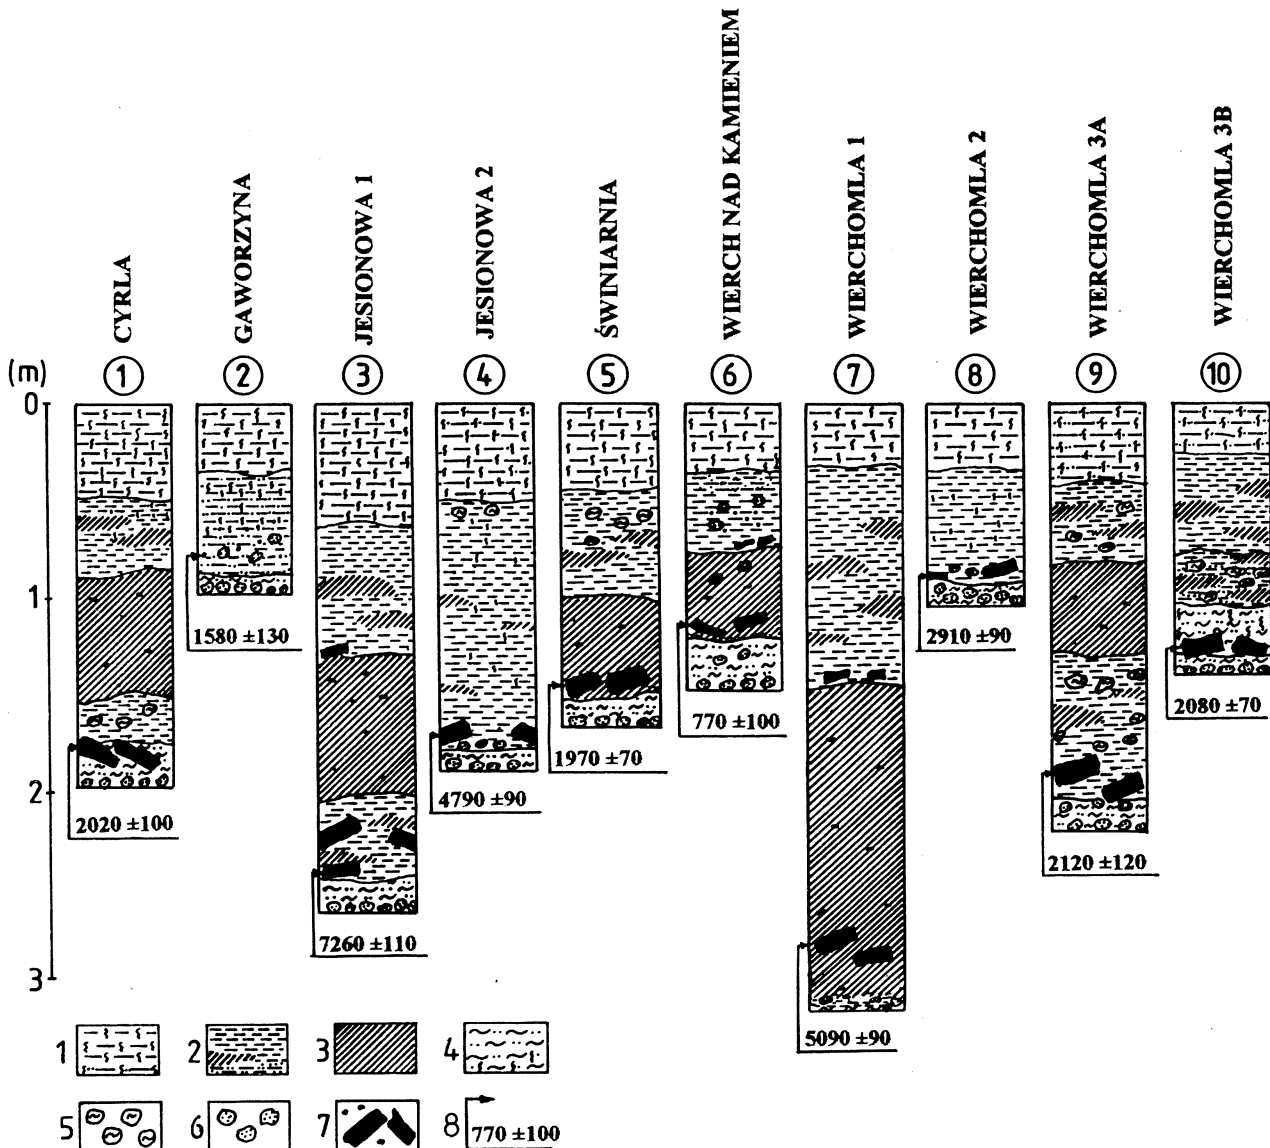 CYRLA
GAWORZYNA
JESIONOWA 1
JESIONOWA 2
ŚWINIARNIA
WIERCH NAD KAMIENIEM
WIERCHOMLA 1
WIERCHOMLA 2
WIERCHOMLA 3A
WIERCHOMLA 3B
(m) 1 2 3 4 5 6 7 8 9 10
0
1
2
3
1580 ±130
2910 ±90
2080 ±70
770 ±100
1970 ±70
4790 ±90
2020 ±100
2120 ±120
7260 ±110
5090 ±90
1 2 3 4
5 6 7 8 770 ±100